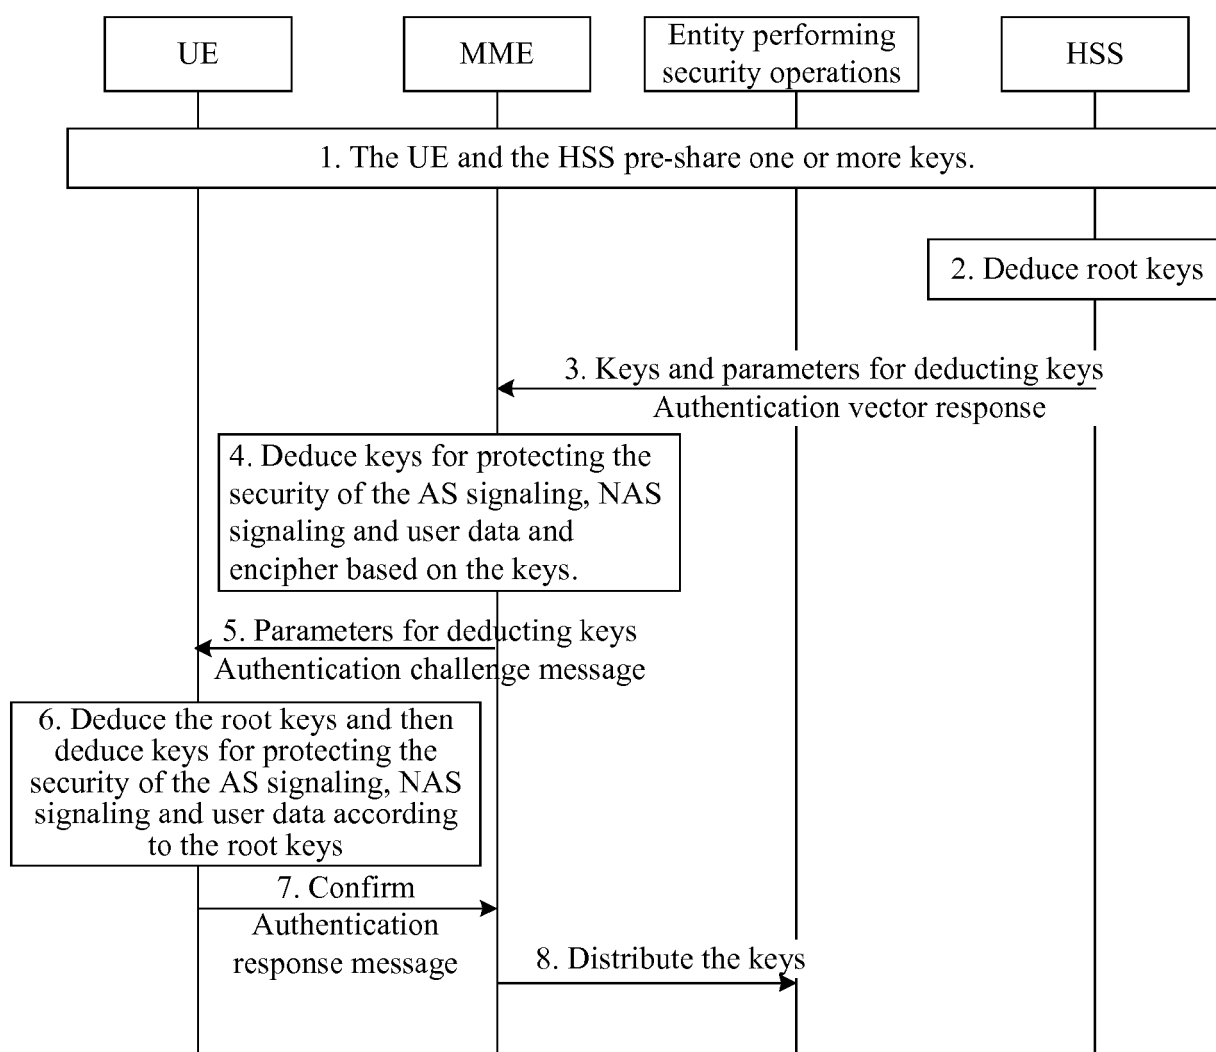 UE
MME
Entity performing
security operations
HSS
1. The UE and the HSS pre-share one or more keys.
2. Deduce root keys
3. Keys and parameters for deducting keys
Authentication vector response
4. Deduce keys for protecting the
security of the AS signaling, NAS
signaling and user data and
encipher based on the keys.
5. Parameters for deducting keys
Authentication challenge message
6. Deduce the root keys and then
deduce keys for protecting the
security of the AS signaling, NAS
signaling and user data according
to the root keys
7. Confirm
Authentication
response message
8. Distribute the keys